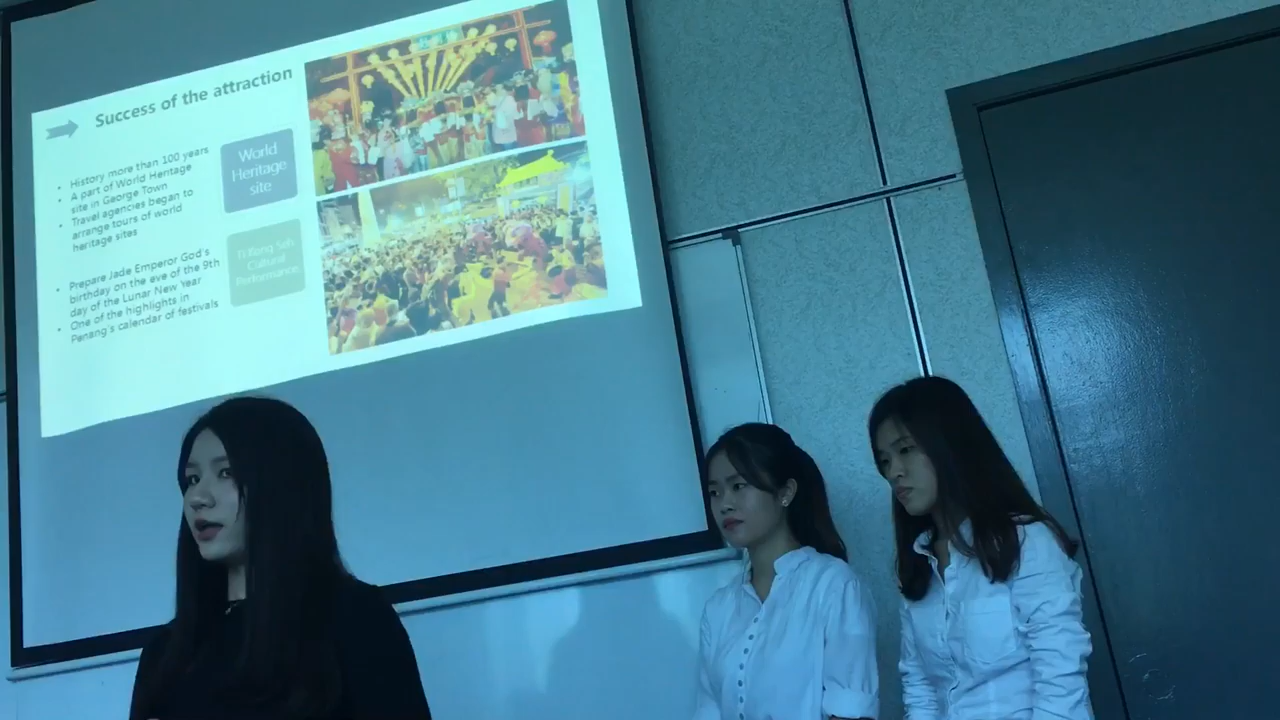 Success of the attraction
• History more than 100 years
• A part of World Heritage
site in George Town
• Travel agencies began to
arrange tours of world
heritage sites
World
Heritage
site
• Prepare Jade Emperor God's
birthday on the eve of the 9th
day of the Lunar New Year
• One of the highlights in
Penang's calendar of festivals
Cultural
Performance